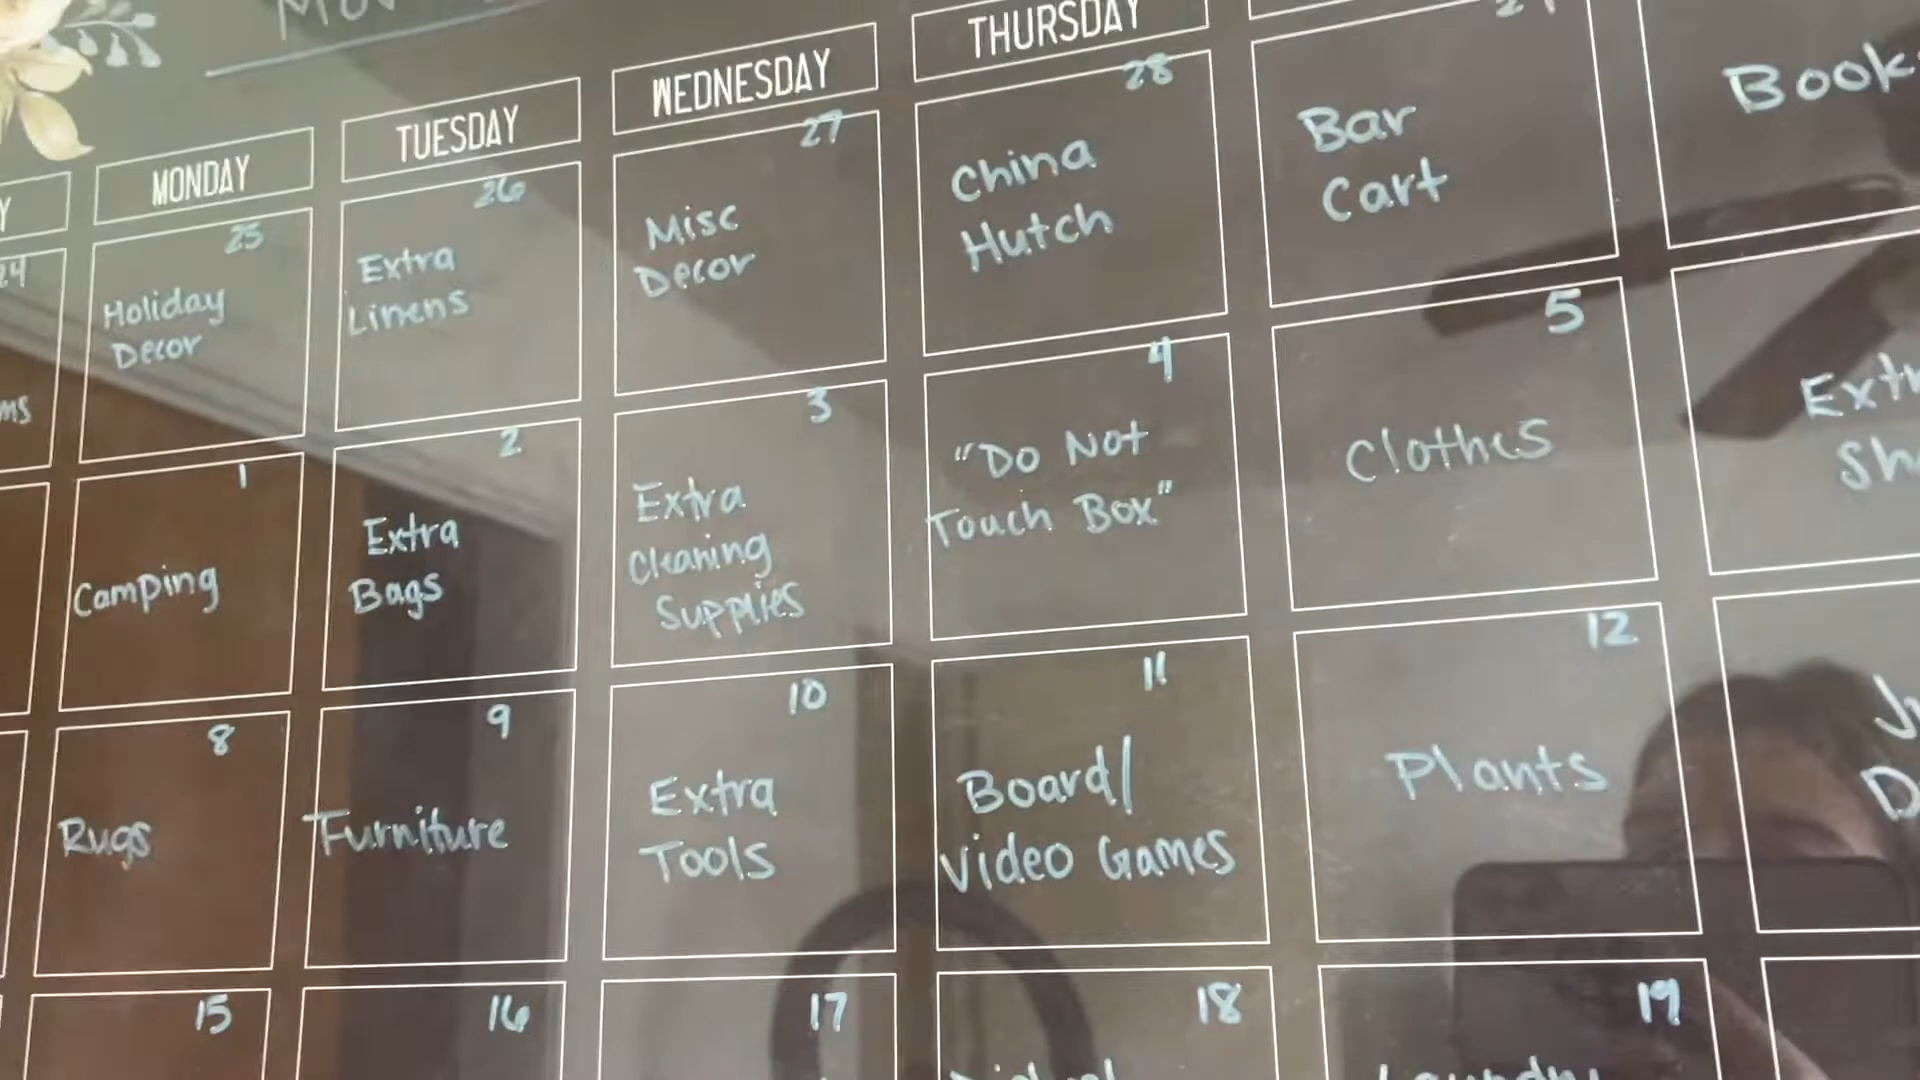 MONDAY
TUESDAY
WEDNESDAY
THURSDAY
24
25
Holiday
Decor
26
Extra
Linens
27
Misc
Decor
28
China
Hutch
Bar
Cart
1
Camping
2
Extra
Bags
3
Extra
Cleaning
Supplies
4
"Do Not
Touch Box"
5
Clothes
8
Rugs
9
Furniture
10
Extra
Tools
11
Board/
Video Games
12
Plants
15
16
17
18
19
Laundry